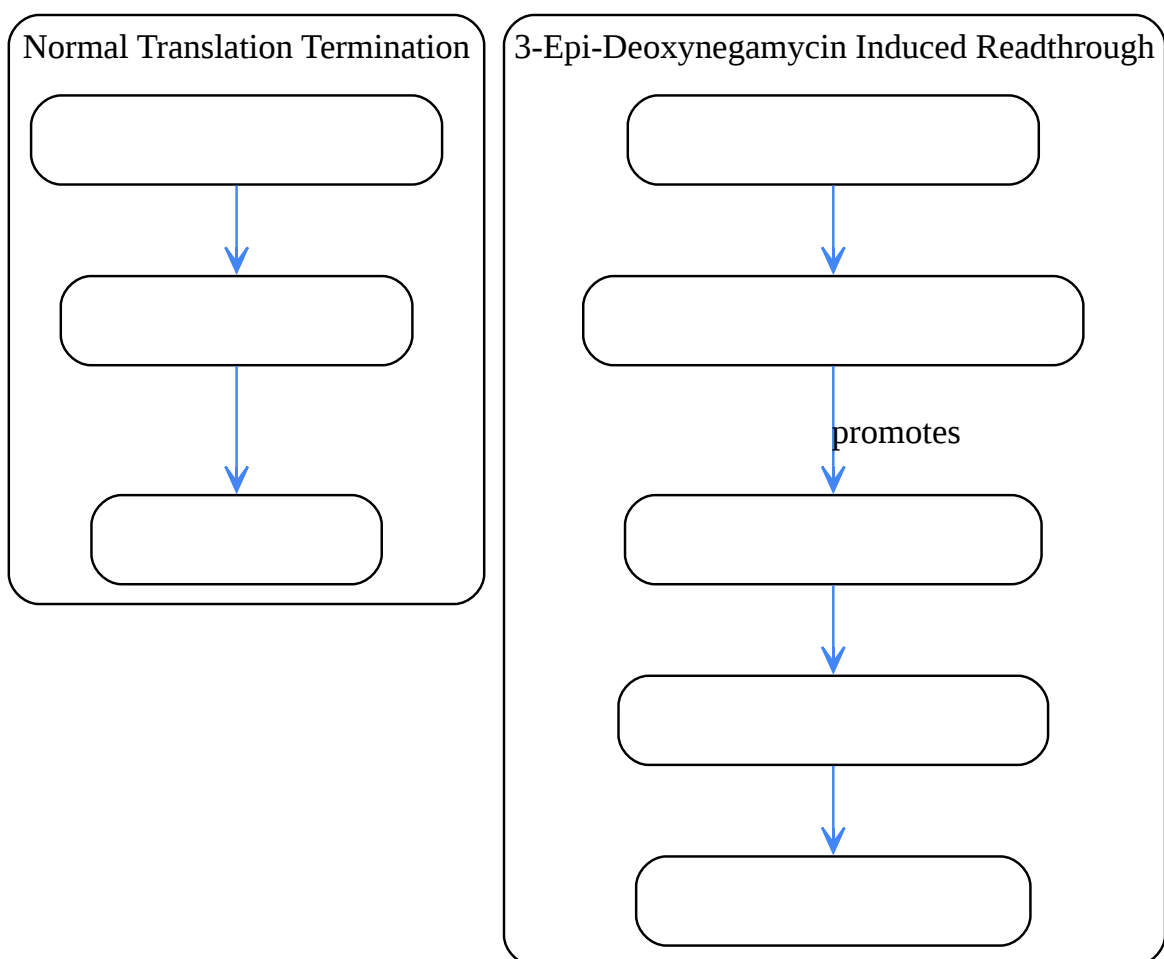 Normal Translation Termination
3-Epi-Deoxynegamycin Induced Readthrough
promotes